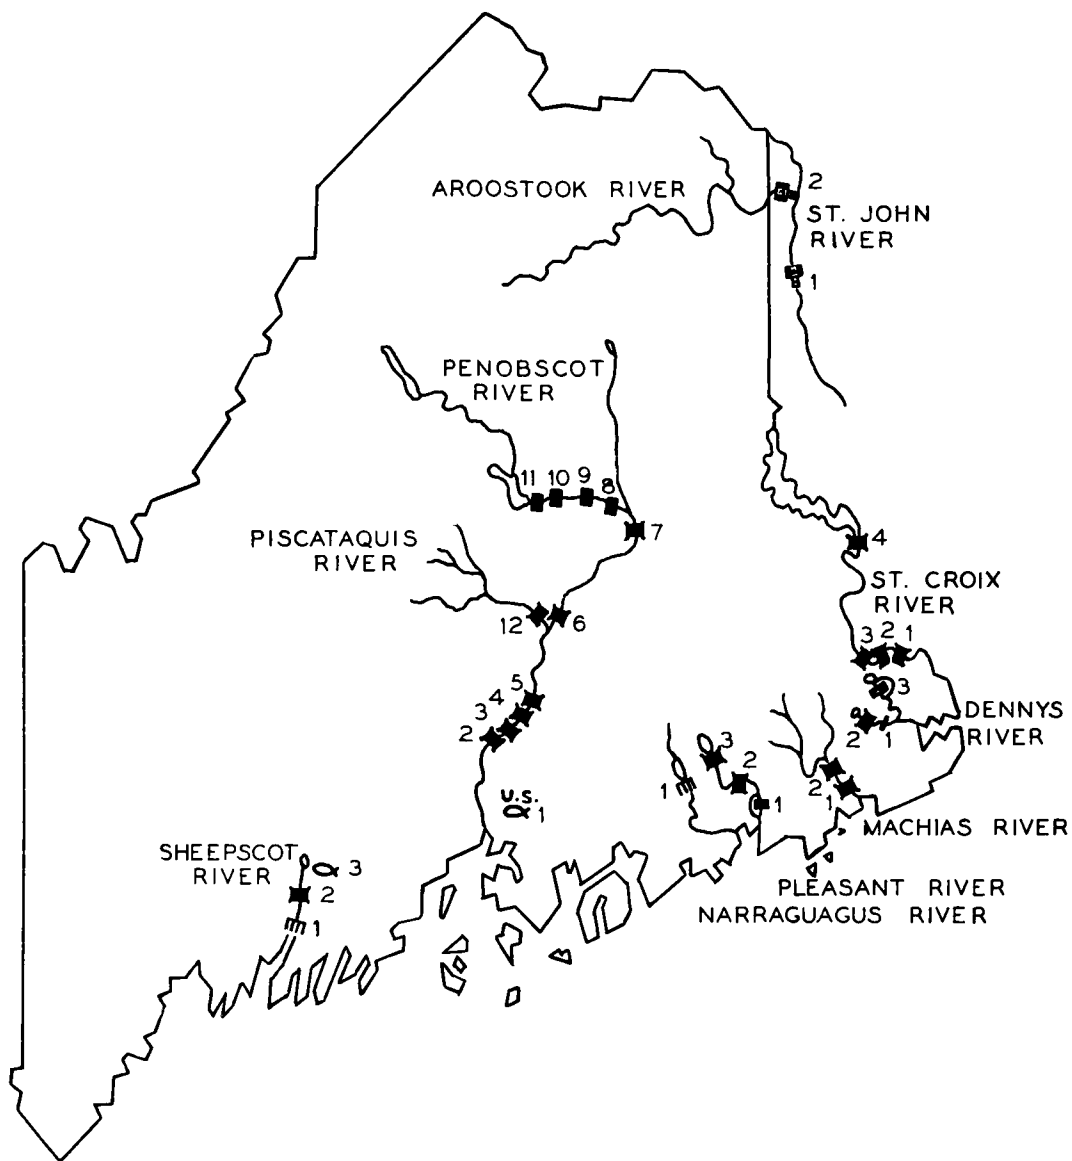 2
AROOSTOOK RIVER
ST. JOHN
RIVER
1
PENOBSCOT
RIVER
11 10 9 8
7
PISCATAQUIS
RIVER
4
ST. CROIX
RIVER
12 6
3 2 1
3
5
4
3
2
DENNYS
RIVER
2 1
3
2
1
1
2
1
U.S.
1
MACHIAS RIVER
SHEEPSCOT
RIVER
3
2
PLEASANT RIVER
NARRAGUAGUS RIVER
1